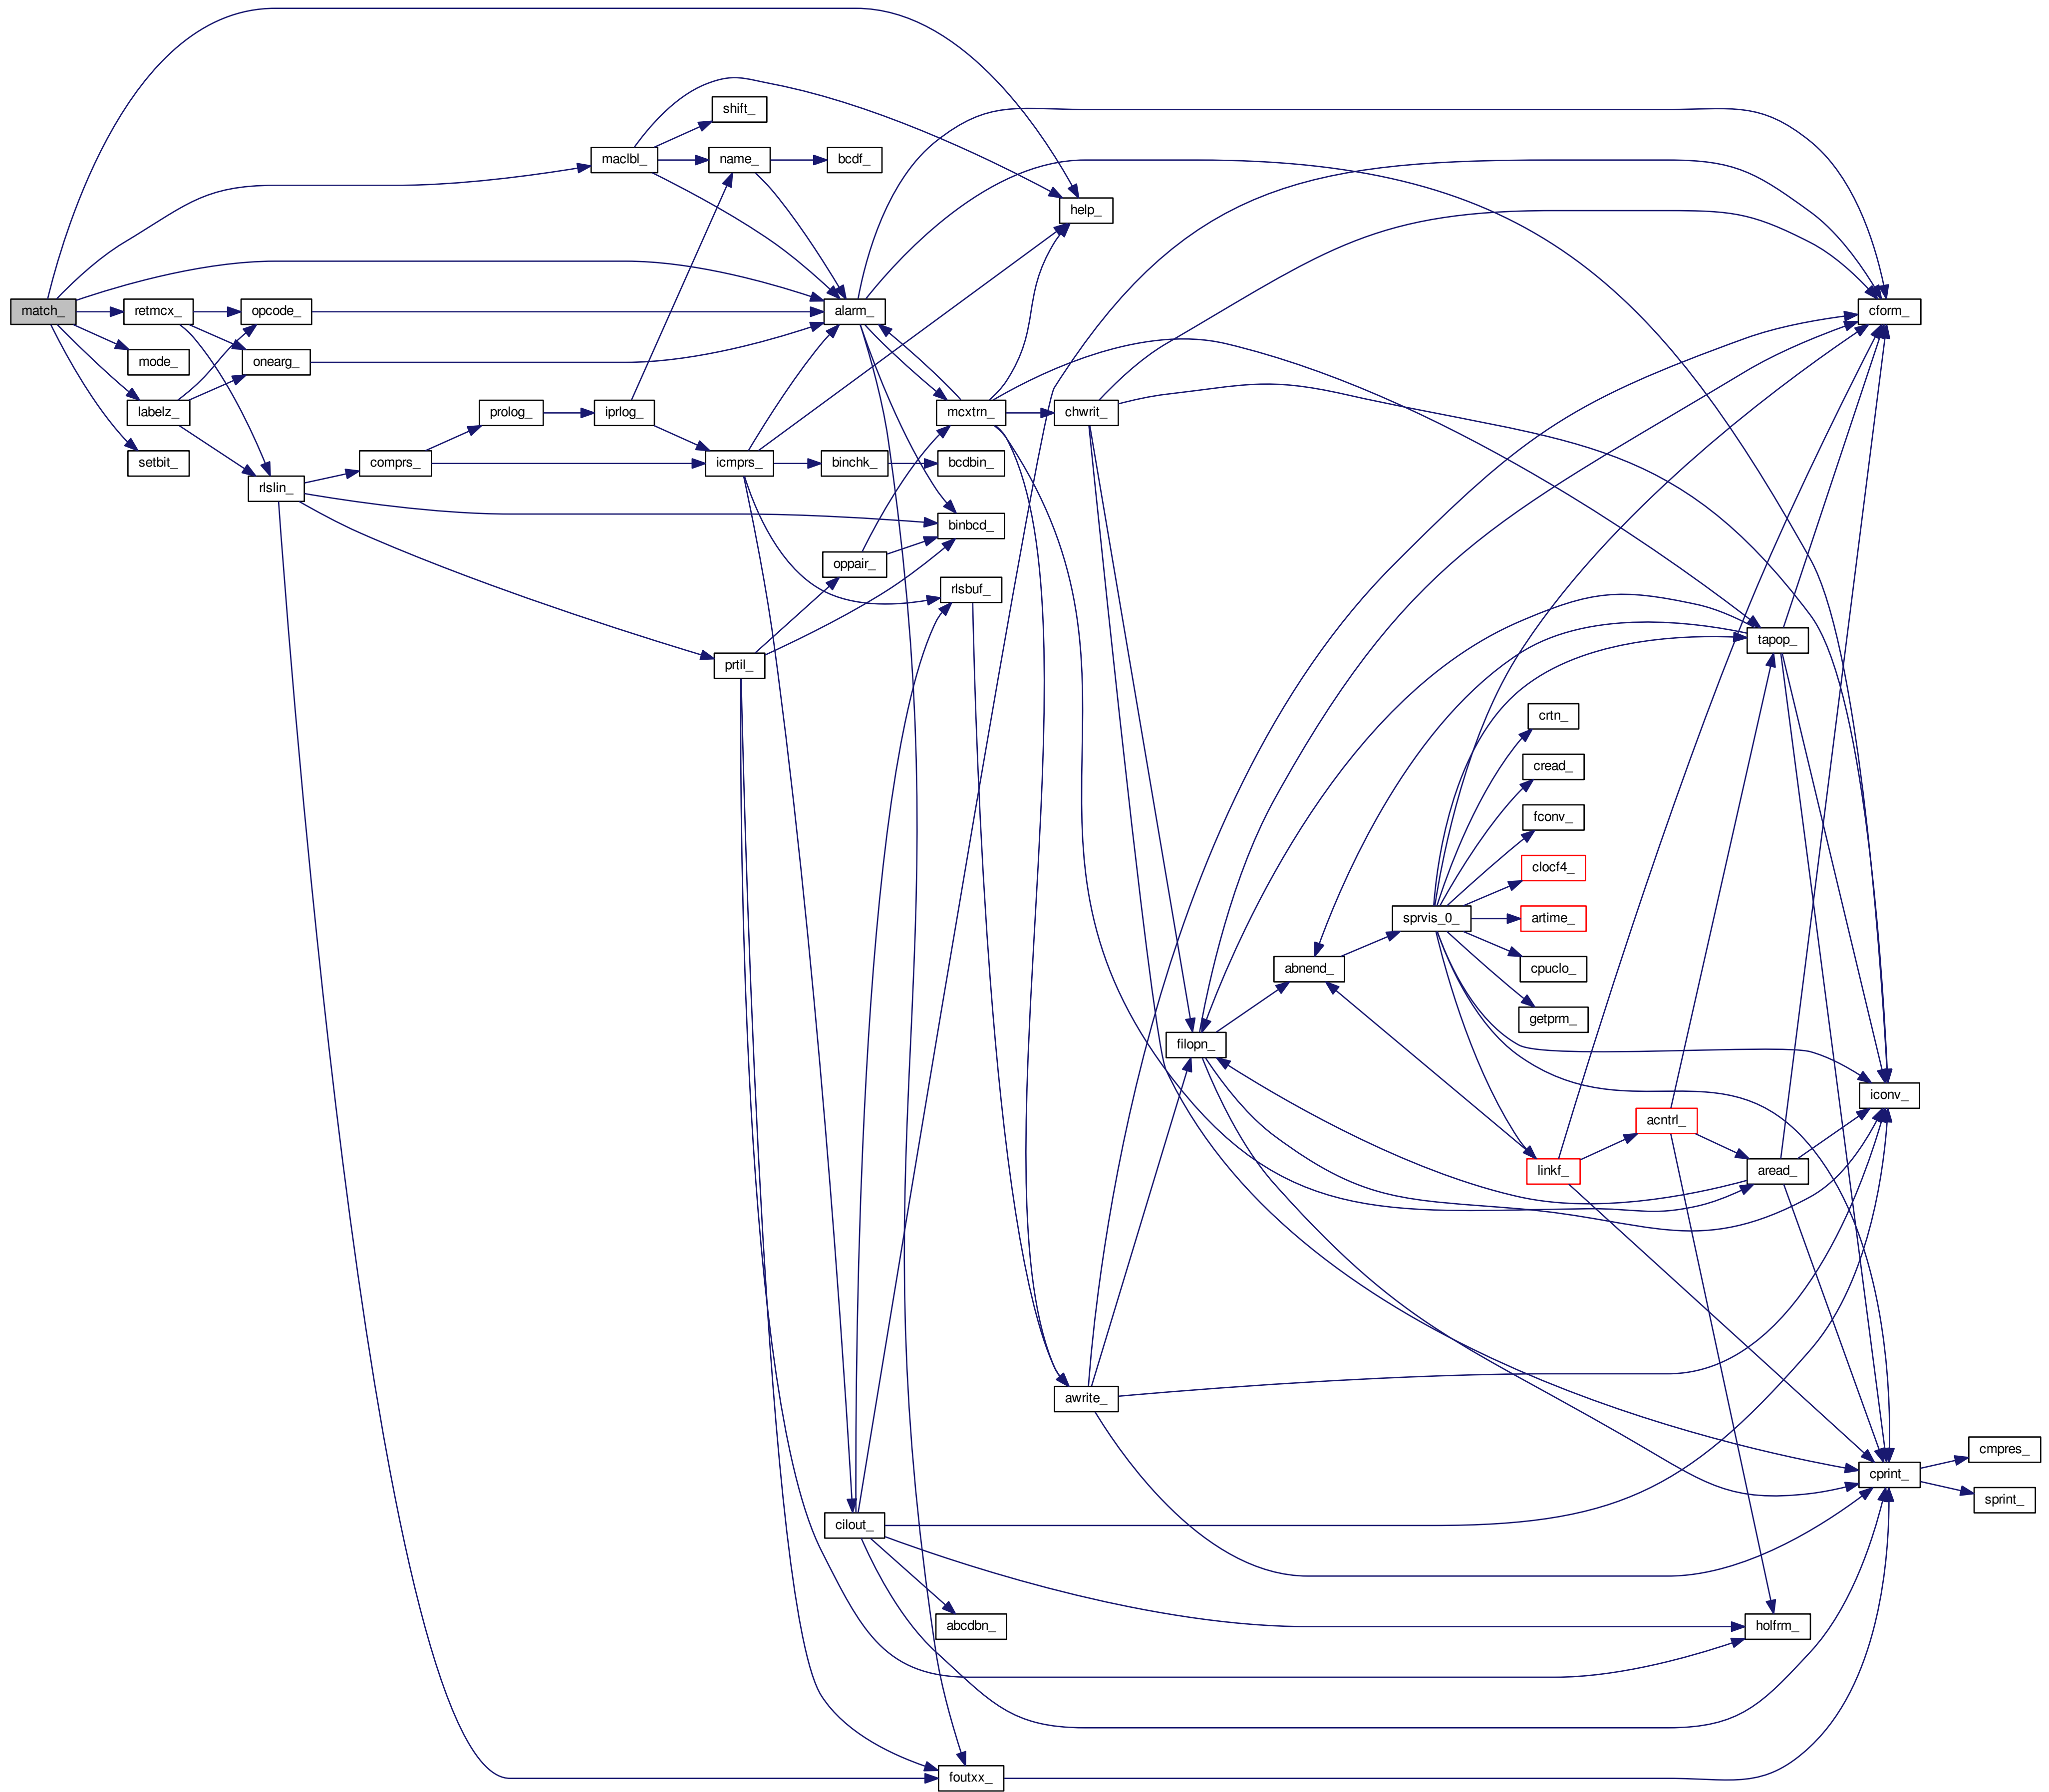 shift_
maclbl_
name_
bcdf_
help_
match_
retmcx_
opcode_
alarm_
cform_
mode_
onearg_
labelz_
prolog_
iprlog_
mcxtrn_
chwrit_
setbit_
comprs_
icmprs_
binchk_
bcdbin_
rlslin_
binbcd_
oppair_
rlsbuf_
tapop_
prtil_
crtn_
cread_
fconv_
clocf4_
sprvis_0_
artime_
abnend_
cpuclo_
getprm_
filopn_
iconv_
acntrl_
linkf_
aread_
awrite_
cmpres_
cprint_
sprint_
cilout_
abcdbn_
holfrm_
foutxx_